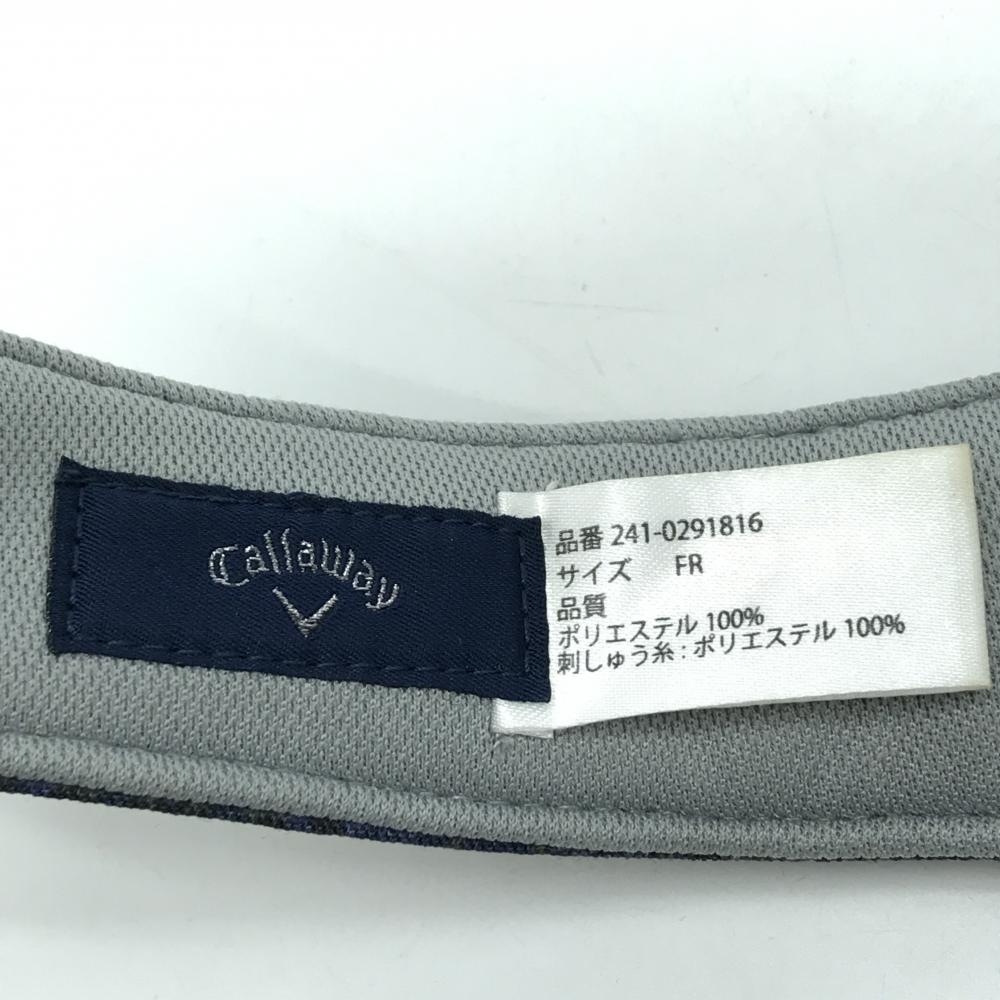 Callaway
品番 241-0291816
サイズ FR
品質
ポリエステル 100%
刺しゅう糸 : ポリエステル 100%